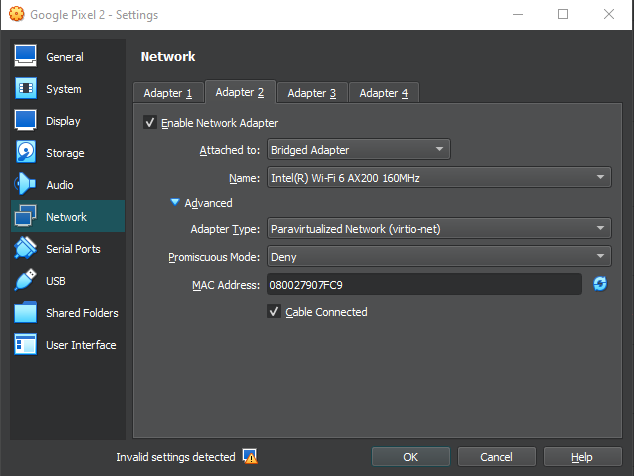 Google Pixel 2 - Settings
General
System
Display
Storage
Audio
Network
Serial Ports
USB
Shared Folders
User Interface
Network
Adapter 1 Adapter 2 Adapter 3 Adapter 4
Enable Network Adapter
Attached to: Bridged Adapter
Name: Intel(R) Wi-Fi 6 AX200 160MHz
Advanced
Adapter Type: Paravirtualized Network (virtio-net)
Promiscuous Mode: Deny
MAC Address: 080027907FC9
Cable Connected
Invalid settings detected OK Cancel Help